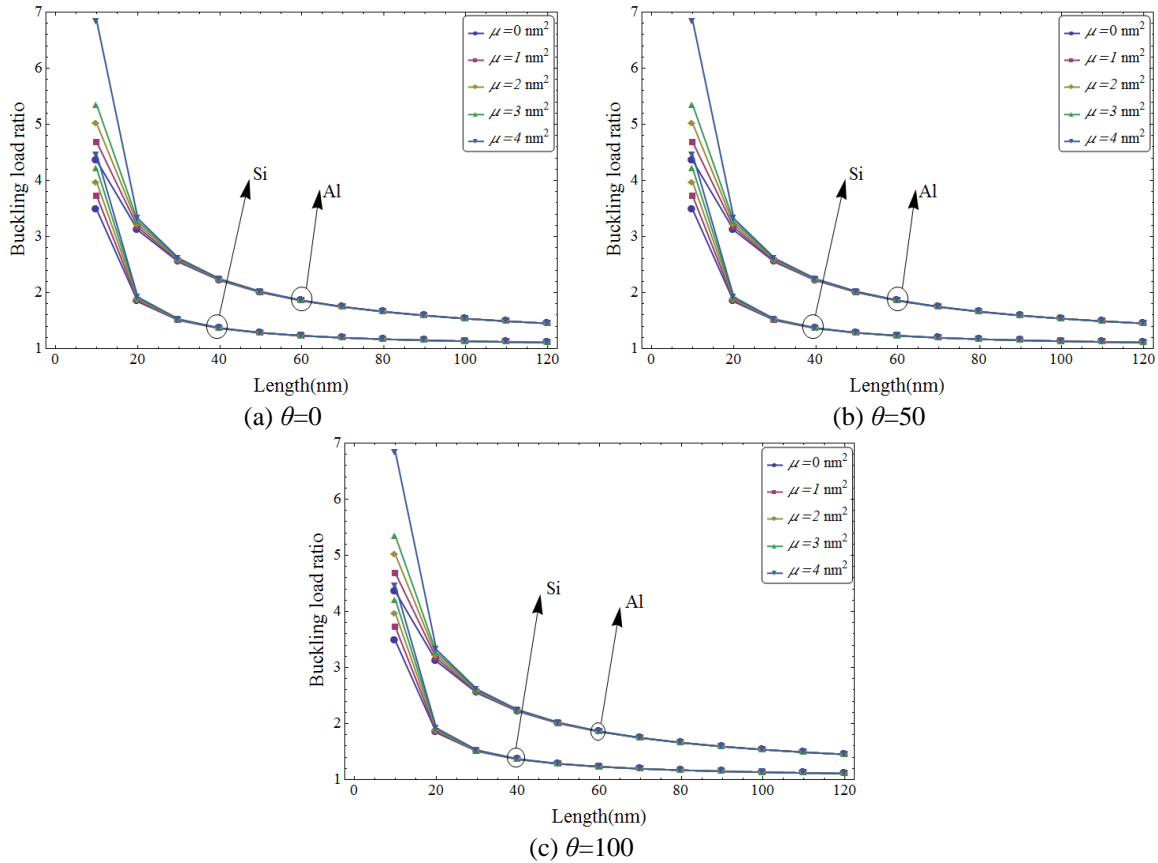 7
6
5
4
3
2
1
Buckling load ratio
μ=0 nm²
μ=1 nm²
μ=2 nm²
μ=3 nm²
μ=4 nm²
Si
Al
0 20 40 60 80 100 120
Length(nm)
(a) θ=0
7
6
5
4
3
2
1
Buckling load ratio
μ=0 nm²
μ=1 nm²
μ=2 nm²
μ=3 nm²
μ=4 nm²
Si
Al
0 20 40 60 80 100 120
Length(nm)
(b) θ=50
7
6
5
4
3
2
1
Buckling load ratio
μ=0 nm²
μ=1 nm²
μ=2 nm²
μ=3 nm²
μ=4 nm²
Si
Al
0 20 40 60 80 100 120
Length(nm)
(c) θ=100